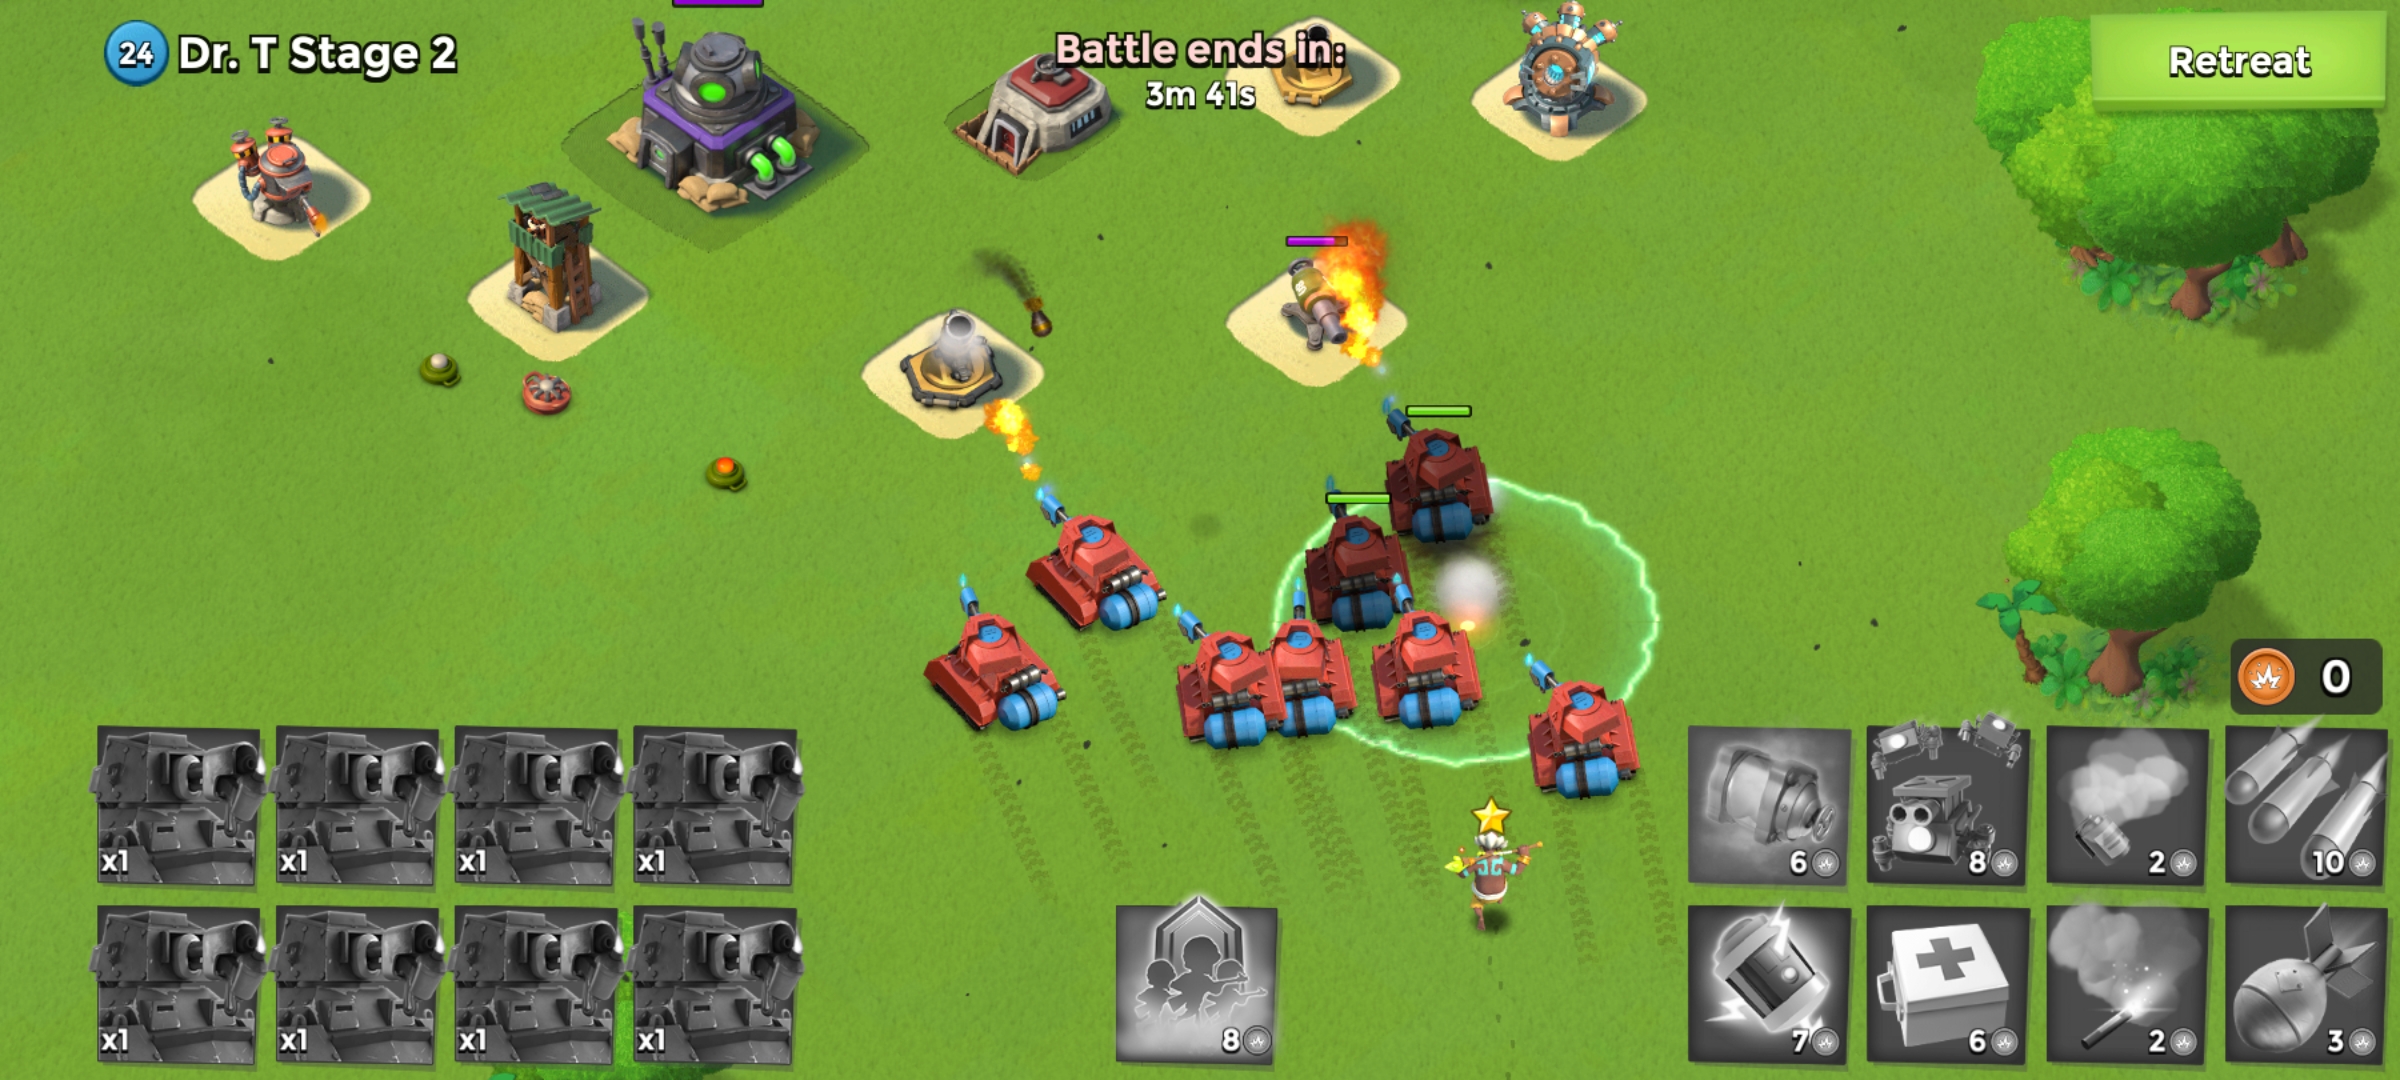 24 Dr. T Stage 2
Battle ends in:
3m 41s
Retreat
0
x1 x1 x1 x1
6 8 2 10
x1 x1 x1 x1
8
7 6 2 3